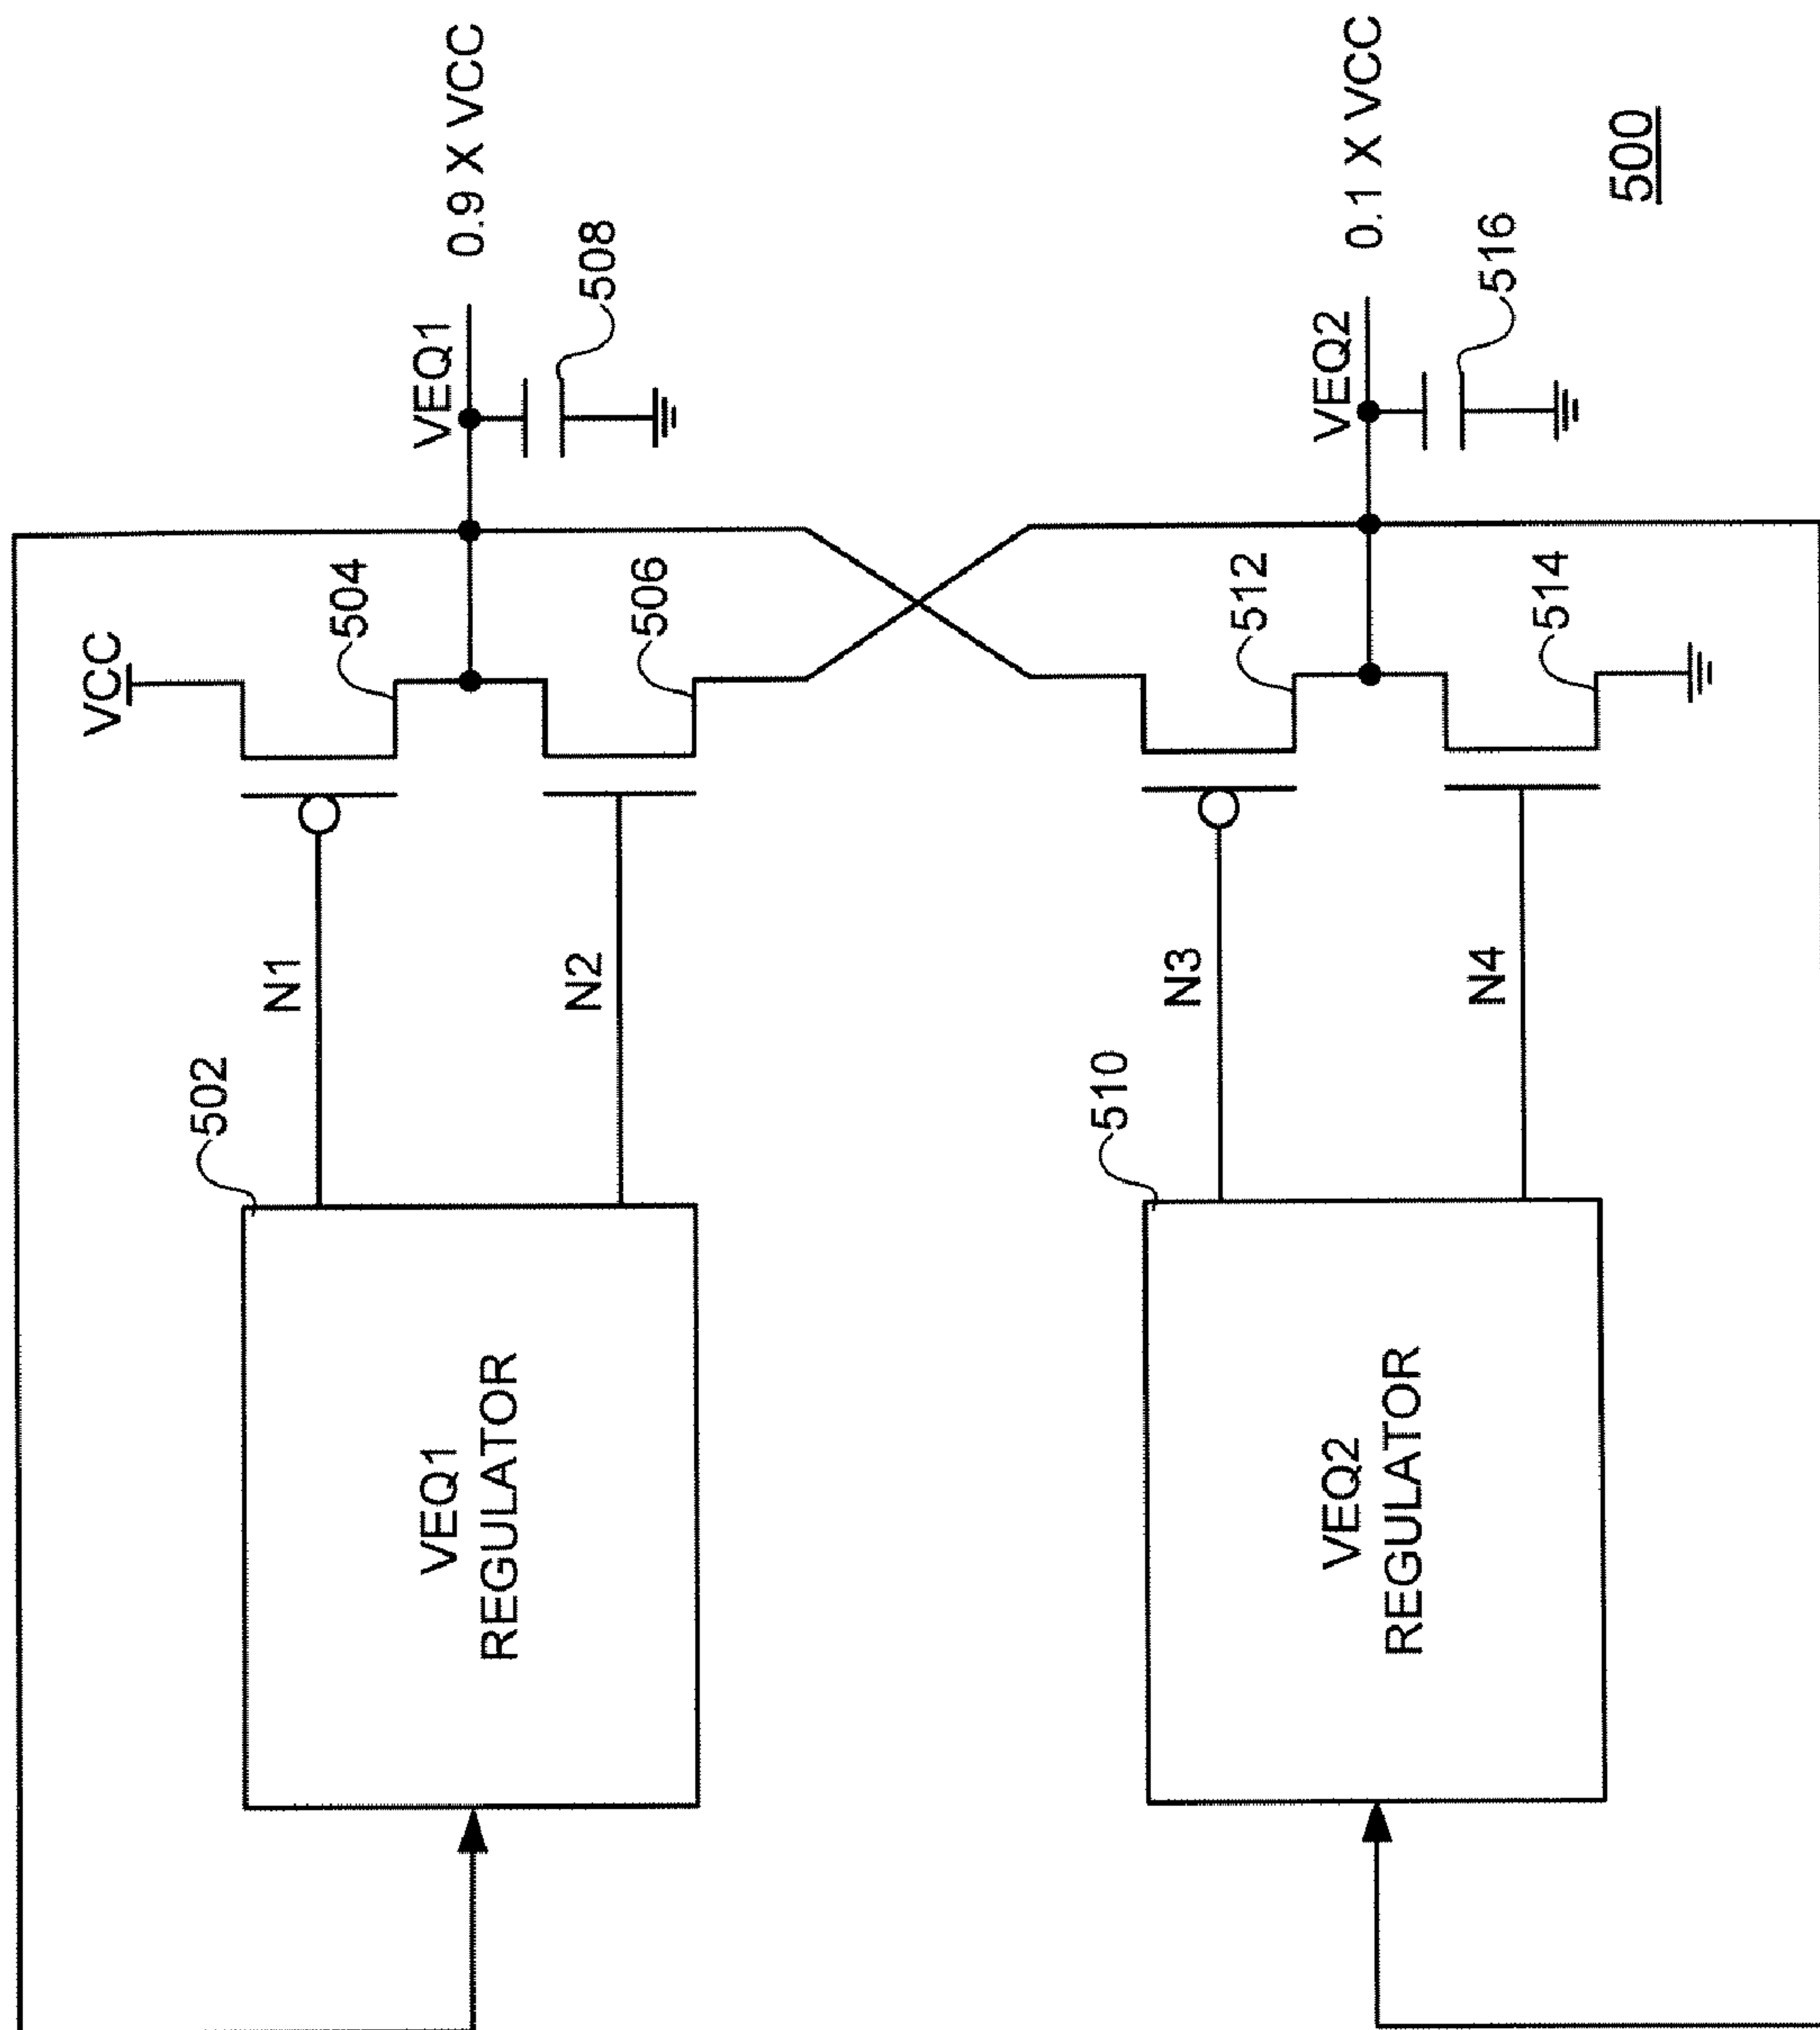 VCC
504
VEQ1
0.9 X VCC
502
N1
VEQ1
REGULATOR
N2
506
508
510
N3
512
VEQ2
0.1 X VCC
VEQ2
REGULATOR
N4
514
516
500